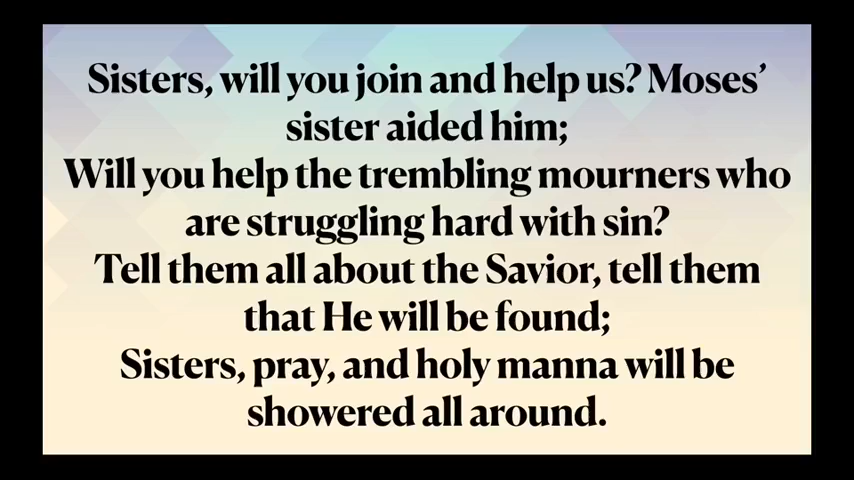 Sisters, will you join and help us? Moses’
sister aided him;
Will you help the trembling mourners who
are struggling hard with sin?
Tell them all about the Savior, tell them
that He will be found;
Sisters, pray, and holy manna will be
showered all around.